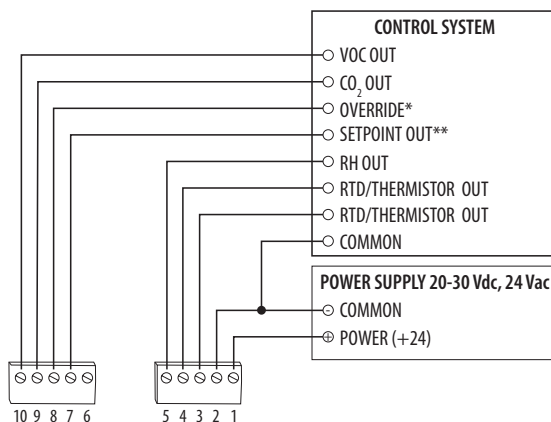 CONTROL SYSTEM
VOC OUT
CO2 OUT
OVERRIDE*
SETPOINT OUT**
RH OUT
RTD/THERMISTOR OUT
RTD/THERMISTOR OUT
COMMON
POWER SUPPLY 20-30 Vdc, 24 Vac
- COMMON
+ POWER (+24)
10 9 8 7 6 5 4 3 2 1